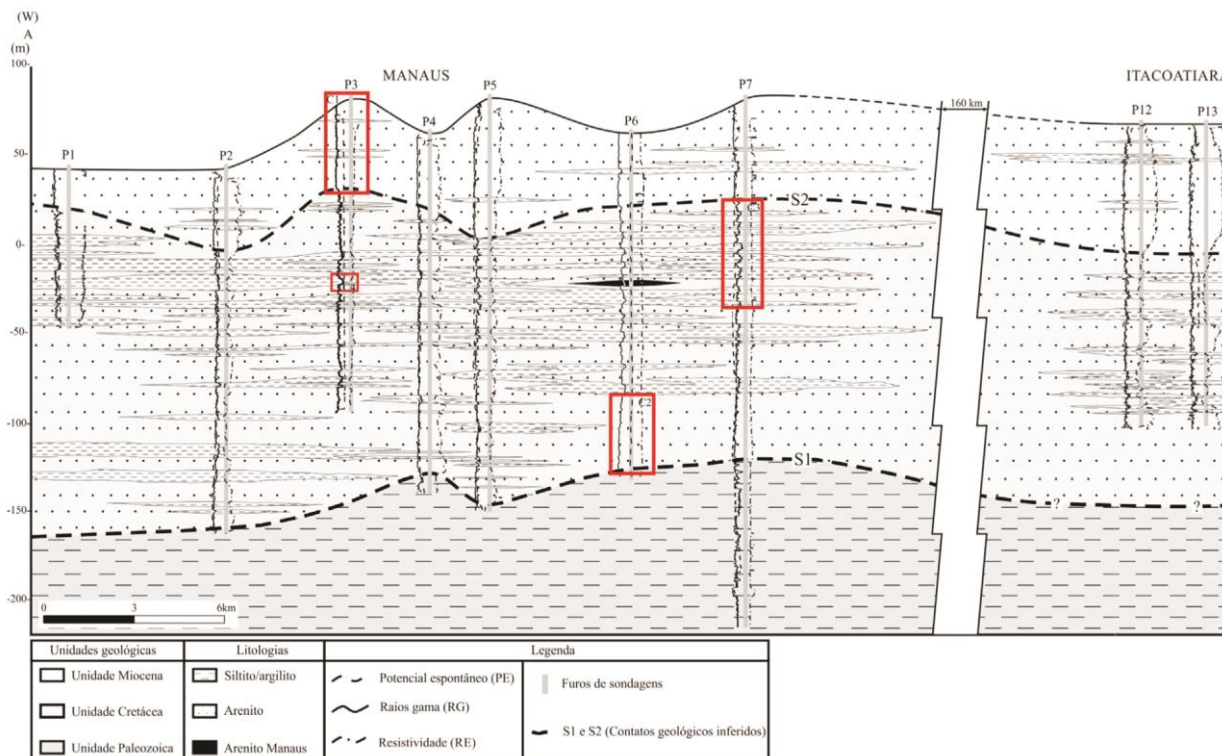 (W)
A
(m)
100-
50-
0-
-50-
-100-
-150-
-200-
MANAUS
ITACOATIARA
P1
P2
P3
P4
P5
P6
P7
160 km
P12
P13
C2
S2
S1
?
?
0 3 6km
Unidades geológicas
Unidade Miocena
Unidade Cretácea
Unidade Paleozoica
Litologias
Siltito/argilito
Arenito
Arenito Manaus
Legenda
Potencial espontâneo (PE)
Raios gama (RG)
Resistividade (RE)
Furos de sondagens
S1 e S2 (Contatos geológicos inferidos)